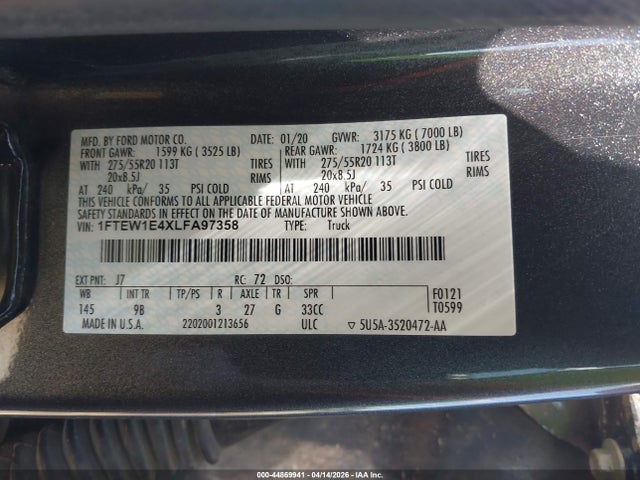 MFD. BY FORD MOTOR CO. 01/20 GVWR: 3175 KG ( 7000 LB)
FRONT GAWR: 1599 KG ( 3525 LB) REAR GAWR: 1724 KG ( 3800 LB)
WITH 275/55R20 113T TIRES WITH 275/55R20 113T TIRES
20x8.5J RIMS 20x8.5J RIMS
AT 240 kPa/ 35 PSI COLD AT 240 kPa/ 35 PSI COLD
THIS VEHICLE CONFORMS TO ALL APPLICABLE FEDERAL MOTOR VEHICLE
SAFTEY STANDARDS IN EFFECT ON THE DATE OF MANUFACTURE SHOWN ABOVE.
VIN: 1FTEW1E4XLFA97358 TYPE: Truck
EXT PNT: J7 RC: 72 DSO:
WB INT TR TP/PS R AXLE TR SPR F0121
145 9B 3 27 G 33CC T0599
MADE IN U.S.A. 2202001213656 ULC ▽ 5U5A-3520472-AA
000-44869941 - 04/14/2026 - IAA Inc.